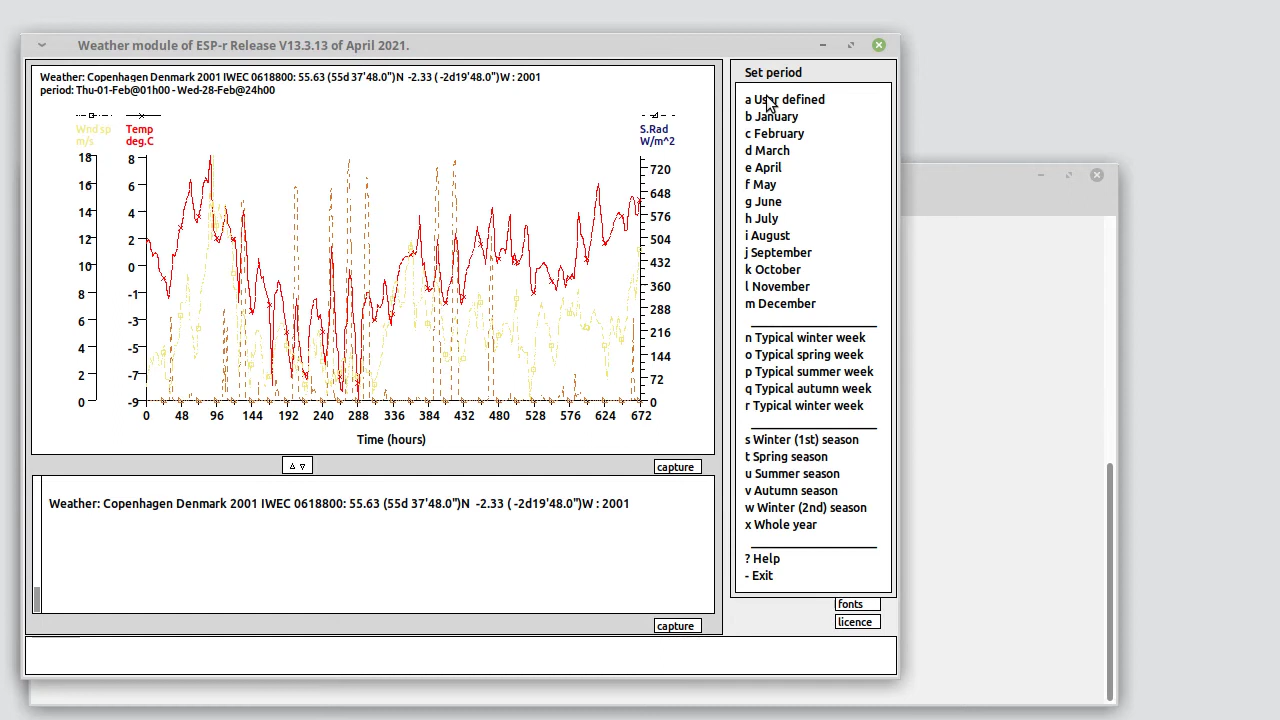 Weather module of ESP-r Release V13.3.13 of April 2021.
Weather: Copenhagen Denmark 2001 IWEC 0618800: 55.63 (55d 37'48.0")N -2.33 ( -2d19'48.0")W : 2001
period: Thu-01-Feb@01h00 - Wed-28-Feb@24h00
Wnd sp
m/s
Temp
deg.C
S.Rad
W/m^2
18
16
14
12
10
8
6
4
2
0
8
6
4
2
0
-1
-3
-5
-7
-9
720
648
576
504
432
360
288
216
144
72
0
0 48 96 144 192 240 288 336 384 432 480 528 576 624 672
Time (hours)
capture
Weather: Copenhagen Denmark 2001 IWEC 0618800: 55.63 (55d 37'48.0")N -2.33 ( -2d19'48.0")W : 2001
capture
Set period
a User defined
b January
c February
d March
e April
f May
g June
h July
i August
j September
k October
l November
m December
n Typical winter week
o Typical spring week
p Typical summer week
q Typical autumn week
r Typical winter week
s Winter (1st) season
t Spring season
u Summer season
v Autumn season
w Winter (2nd) season
x Whole year
? Help
- Exit
fonts
licence